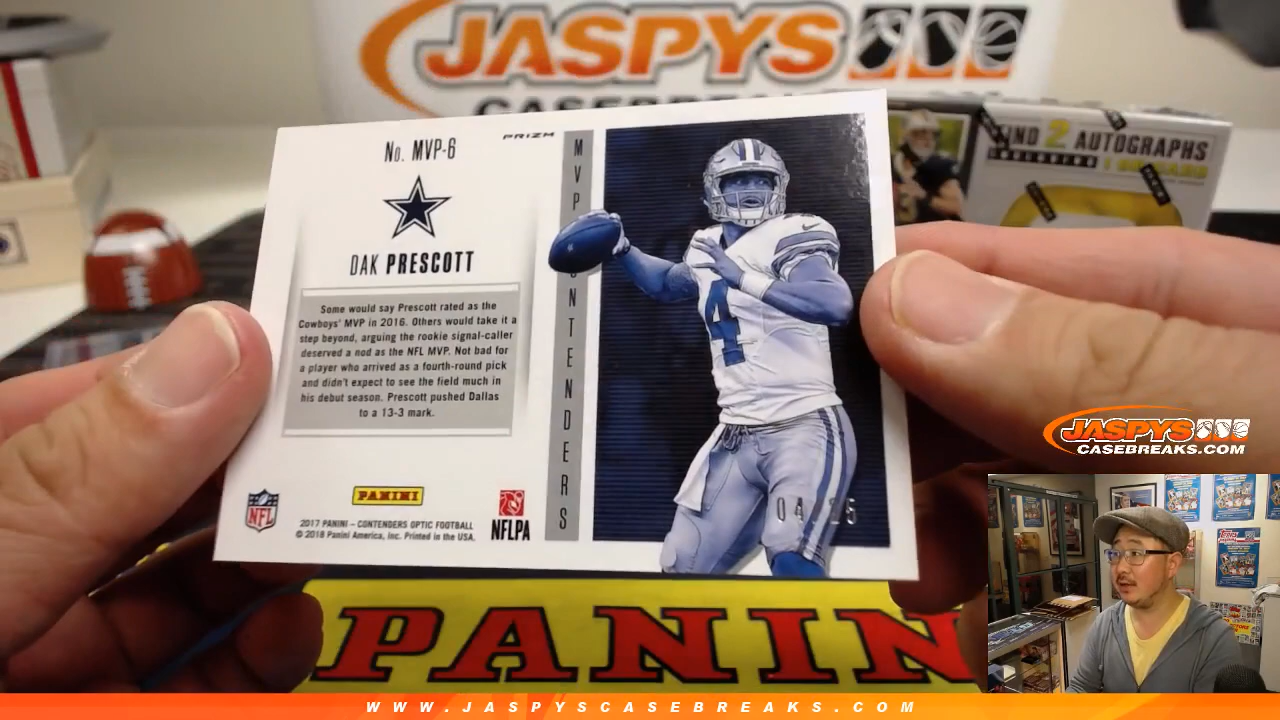 JASPYS
CASEBREAKS
No. MVP-6
PRIZM
DAK PRESCOTT
Some would say Prescott rated as the
Cowboys' MVP in 2016. Others would take it a
step beyond, arguing the rookie signal-caller
deserved a nod as the NFL MVP. Not bad for
a player who arrived as a fourth-round pick
and didn't expect to see the field much in
his debut season. Prescott pushed Dallas
to a 13-3 mark.
MVP CONTENDERS
4
NFL
PANINI
2017 PANINI – CONTENDERS OPTIC FOOTBALL
© 2018 Panini America, Inc. Printed in the USA.
NFLPA
2 AUTOGRAPHS
PANIN
JASPYS
CASEBREAKS.COM
WWW.JASPYSCASEBREAKS.COM